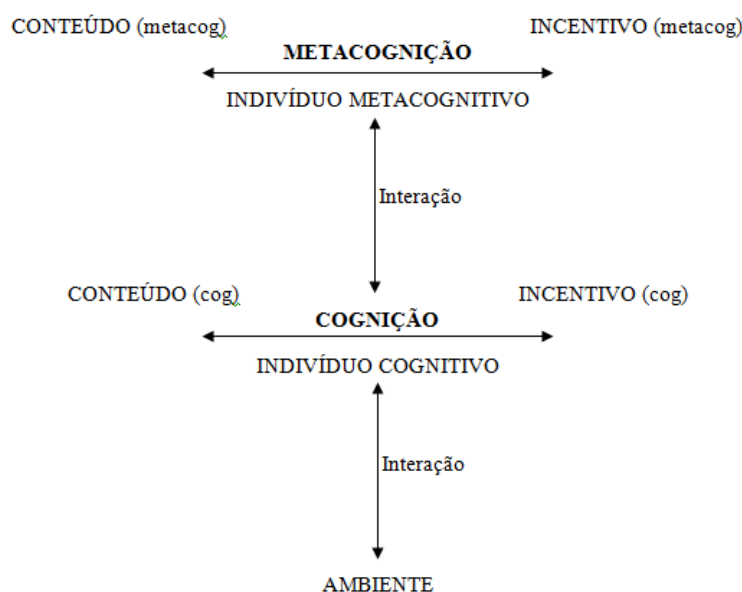 CONTEÚDO (metacog)
INCENTIVO (metacog)
METACOGNIÇÃO
INDIVÍDUO METACOGNITIVO
Interação
CONTEÚDO (cog)
INCENTIVO (cog)
COGNIÇÃO
INDIVÍDUO COGNITIVO
Interação
AMBIENTE